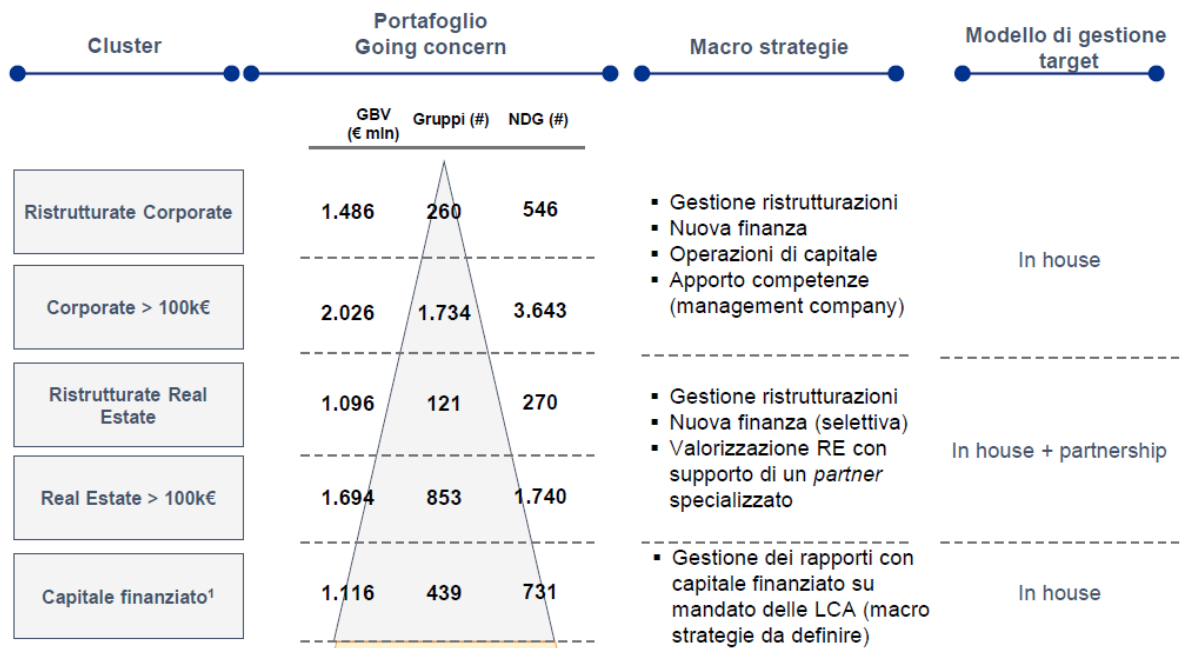 Cluster
Portafoglio
Going concern
Macro strategie
Modello di gestione
target
GBV
(€ mln)
Gruppi (#)
NDG (#)
Ristrutturate Corporate
1.486
260
546
▪ Gestione ristrutturazioni
▪ Nuova finanza
▪ Operazioni di capitale
▪ Apporto competenze
(management company)
In house
Corporate > 100k€
2.026
1.734
3.643
Ristrutturate Real
Estate
1.096
121
270
▪ Gestione ristrutturazioni
▪ Nuova finanza (selettiva)
▪ Valorizzazione RE con
supporto di un partner
specializzato
In house + partnership
Real Estate > 100k€
1.694
853
1.740
Capitale finanziato¹
1.116
439
731
▪ Gestione dei rapporti con
capitale finanziato su
mandato delle LCA (macro
strategie da definire)
In house